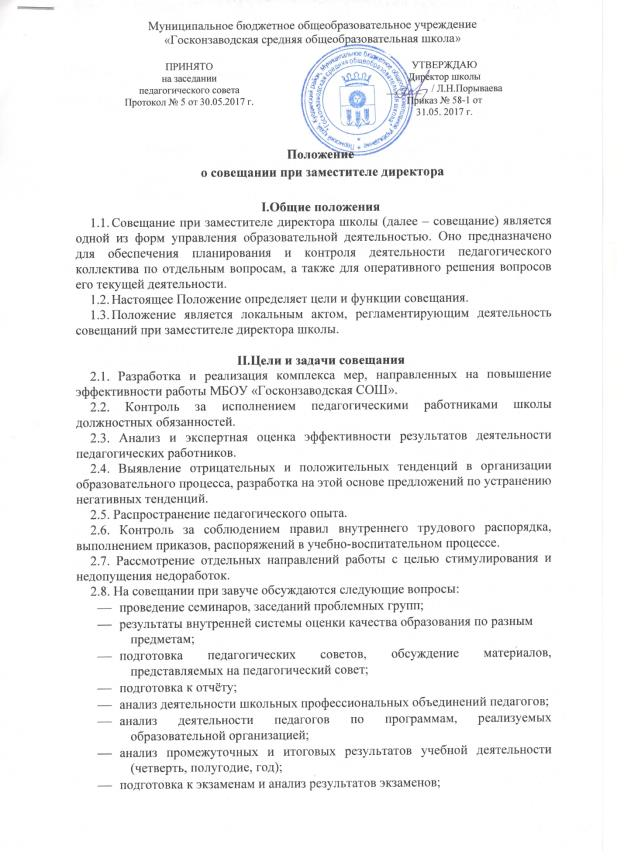 Муниципальное бюджетное общеобразовательное учреждение
«Госконзаводская средняя общеобразовательная школа»
ПРИНЯТО
на заседании
педагогического совета
Протокол № 5 от 30.05.2017 г.
УТВЕРЖДАЮ
Директор школы
/ Л.Н.Порываева
Приказ № 58-1 от
31.05. 2017 г.
Положение
о совещании при заместителе директора
I.Общие положения
1.1. Совещание при заместителе директора школы (далее – совещание) является
одной из форм управления образовательной деятельностью. Оно предназначено
для обеспечения планирования и контроля деятельности педагогического
коллектива по отдельным вопросам, а также для оперативного решения вопросов
его текущей деятельности.
1.2. Настоящее Положение определяет цели и функции совещания.
1.3. Положение является локальным актом, регламентирующим деятельность
совещаний при заместителе директора школы.
II.Цели и задачи совещания
2.1. Разработка и реализация комплекса мер, направленных на повышение
эффективности работы МБОУ «Госконзаводская СОШ».
2.2. Контроль за исполнением педагогическими работниками школы
должностных обязанностей.
2.3. Анализ и экспертная оценка эффективности результатов деятельности
педагогических работников.
2.4. Выявление отрицательных и положительных тенденций в организации
образовательного процесса, разработка на этой основе предложений по устранению
негативных тенденций.
2.5. Распространение педагогического опыта.
2.6. Контроль за соблюдением правил внутреннего трудового распорядка,
выполнением приказов, распоряжений в учебно-воспитательном процессе.
2.7. Рассмотрение отдельных направлений работы с целью стимулирования и
недопущения недоработок.
2.8. На совещании при завуче обсуждаются следующие вопросы:
— проведение семинаров, заседаний проблемных групп;
— результаты внутренней системы оценки качества образования по разным
предметам;
— подготовка педагогических советов, обсуждение материалов,
представляемых на педагогический совет;
— подготовка к отчёту;
— анализ деятельности школьных профессиональных объединений педагогов;
— анализ деятельности педагогов по программам, реализуемых
образовательной организацией;
— анализ промежуточных и итоговых результатов учебной деятельности
(четверть, полугодие, год);
— подготовка к экзаменам и анализ результатов экзаменов;